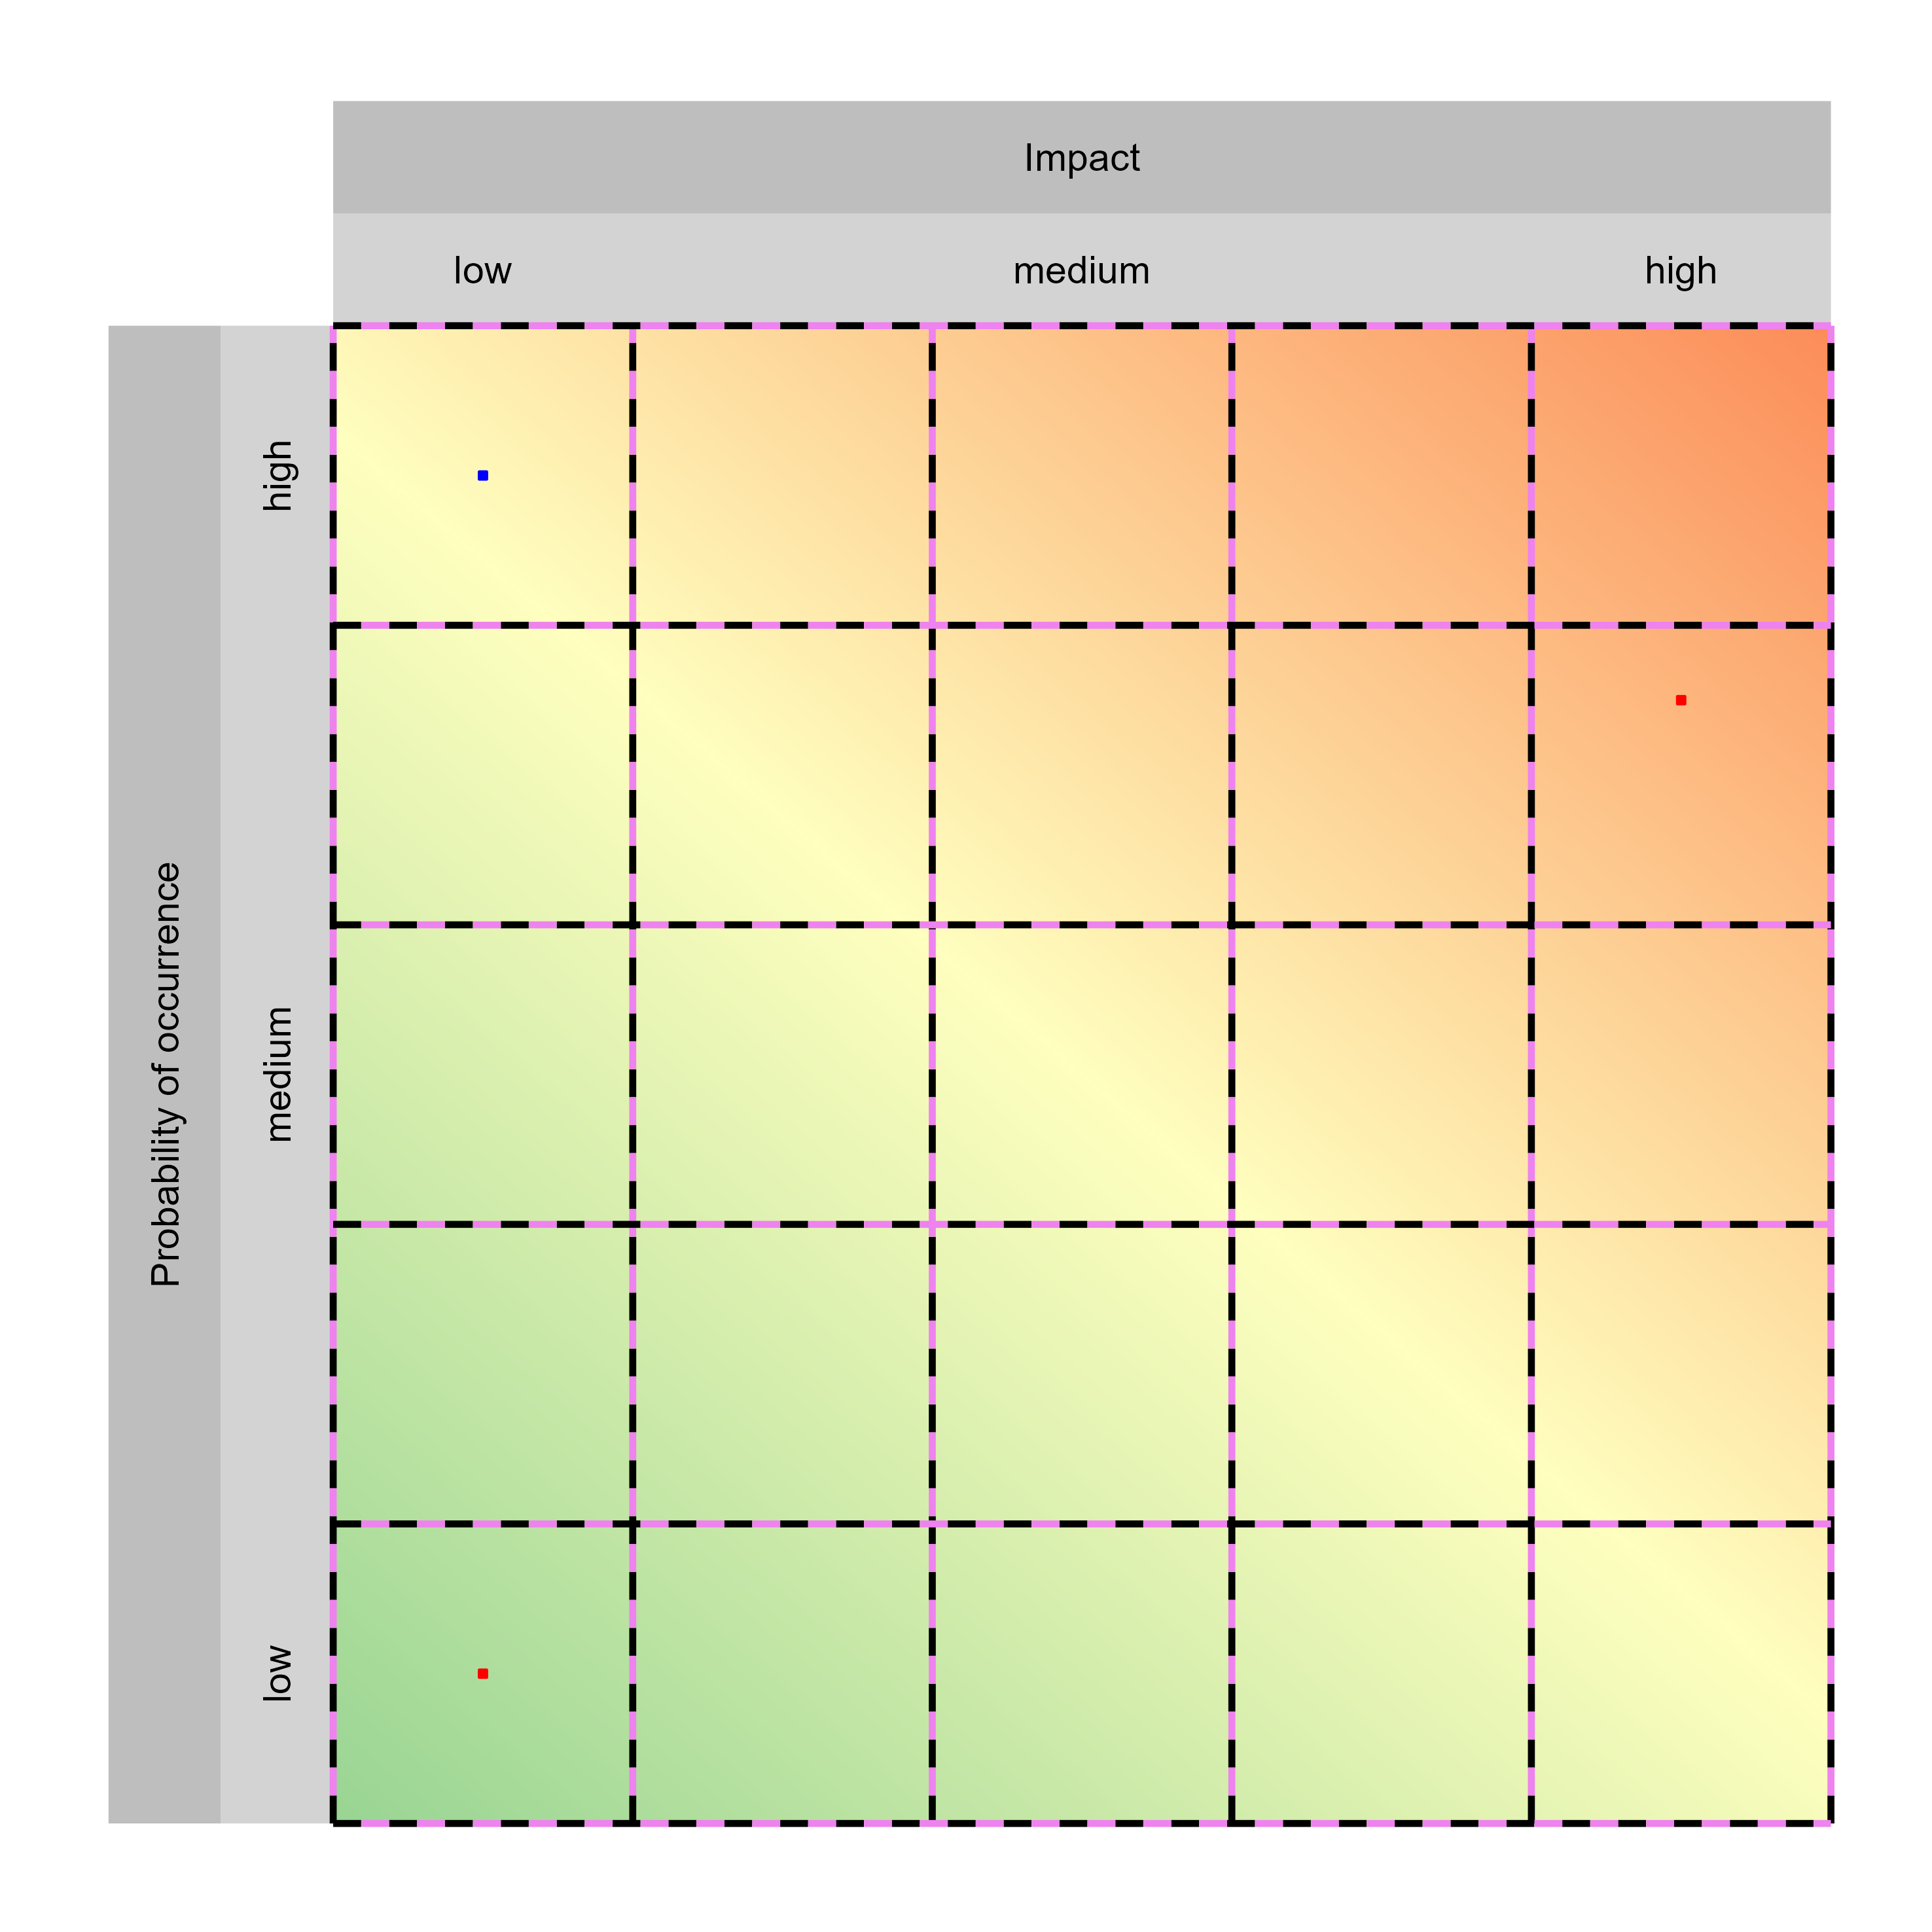 Impact
low
medium
high
Probability of occurrence
high
medium
low